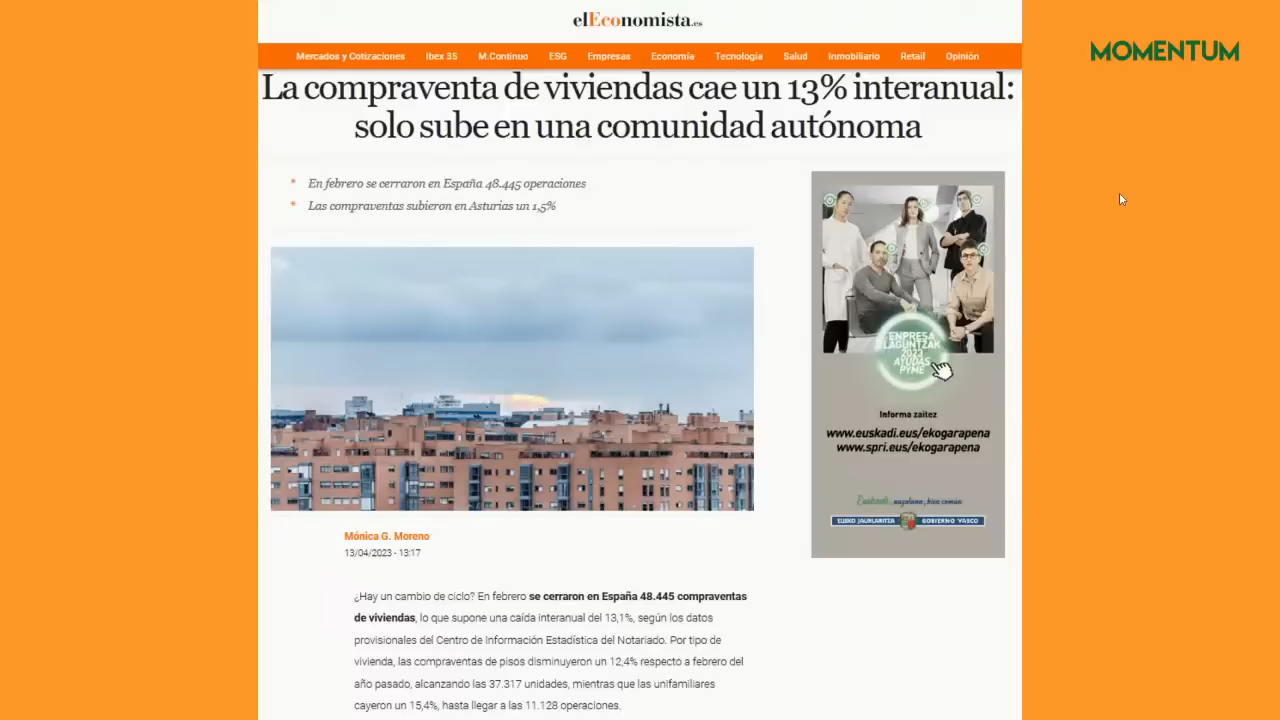 elEconomista.es
MOMENTUM
Mercados y Cotizaciones Ibex 35 M.Continuo ESG Empresas Economía Tecnología Salud Inmobiliario Retail Opinión
La compraventa de viviendas cae un 13% interanual:
solo sube en una comunidad autónoma
* En febrero se cerraron en España 48.445 operaciones
* Las compraventas subieron en Asturias un 1,5%
ENPRESA
LAGUNTZAK
2023
AYUDAS
PYME
Informa zaitez
www.euskadi.eus/ekogarapena
www.spri.eus/ekogarapena
Euskadi, auzolana, bien común
EUSKO JAURLARITZA GOBIERNO VASCO
Mónica G. Moreno
13/04/2023 - 13:17
¿Hay un cambio de ciclo? En febrero se cerraron en España 48.445 compraventas
de viviendas, lo que supone una caída interanual del 13,1%, según los datos
provisionales del Centro de Información Estadística del Notariado. Por tipo de
vivienda, las compraventas de pisos disminuyeron un 12,4% respecto a febrero del
año pasado, alcanzando las 37.317 unidades, mientras que las unifamiliares
cayeron un 15,4%, hasta llegar a las 11.128 operaciones.